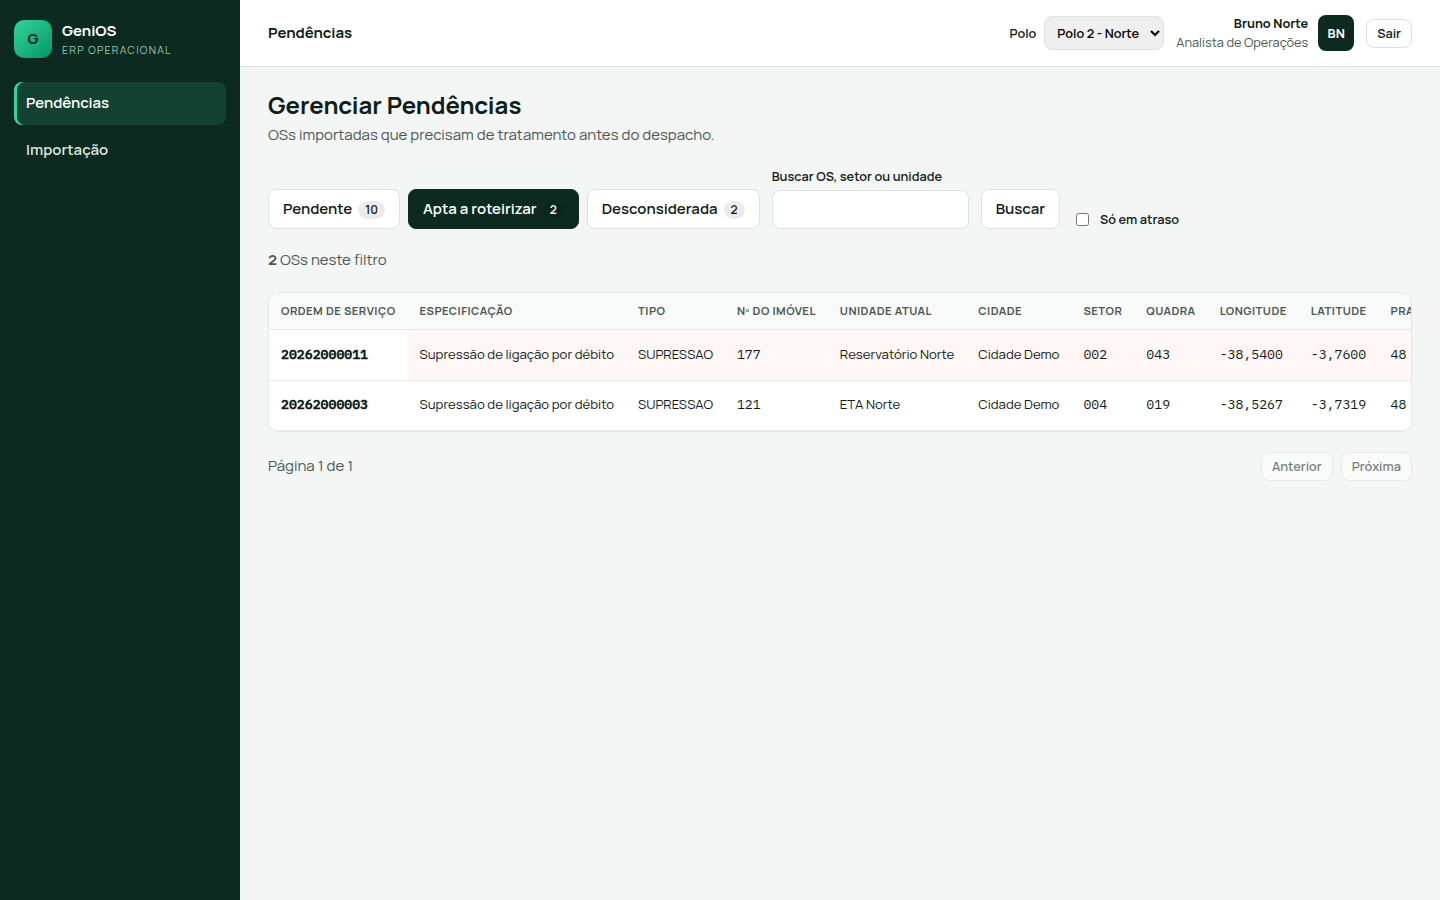 G
GeniOS
ERP OPERACIONAL
Pendências
Importação
Pendências
Polo
Polo 2 - Norte
Bruno Norte
Analista de Operações
BN
Sair
Gerenciar Pendências
OSs importadas que precisam de tratamento antes do despacho.
Buscar OS, setor ou unidade
Pendente 10
Apta a roteirizar 2
Desconsiderada 2
Buscar
Só em atraso
2 OSs neste filtro
ORDEM DE SERVIÇO ESPECIFICAÇÃO TIPO Nº DO IMÓVEL UNIDADE ATUAL CIDADE SETOR QUADRA LONGITUDE LATITUDE PRA
20262000011 Supressão de ligação por débito SUPRESSAO 177 Reservatório Norte Cidade Demo 002 043 -38,5400 -3,7600 48
20262000003 Supressão de ligação por débito SUPRESSAO 121 ETA Norte Cidade Demo 004 019 -38,5267 -3,7319 48
Página 1 de 1
Anterior
Próxima